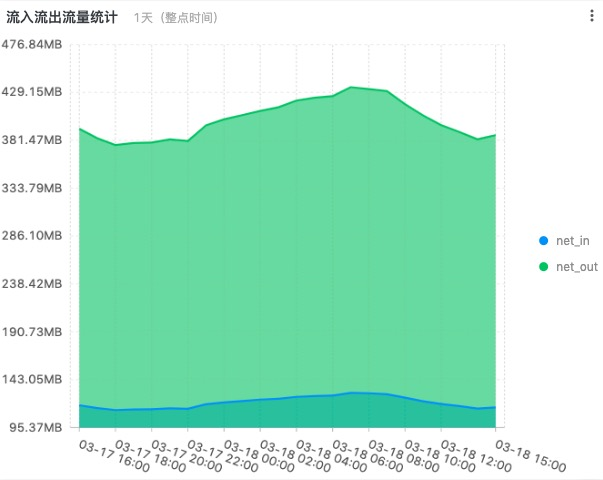 流入流出流量统计 1天（整点时间）
476.84MB
429.15MB
381.47MB
333.79MB
286.10MB
238.42MB
190.73MB
143.05MB
95.37MB
net_in
net_out
03-17 16:00
03-17 18:00
03-17 20:00
03-17 22:00
03-18 00:00
03-18 02:00
03-18 04:00
03-18 06:00
03-18 08:00
03-18 10:00
03-18 12:00
03-18 15:00